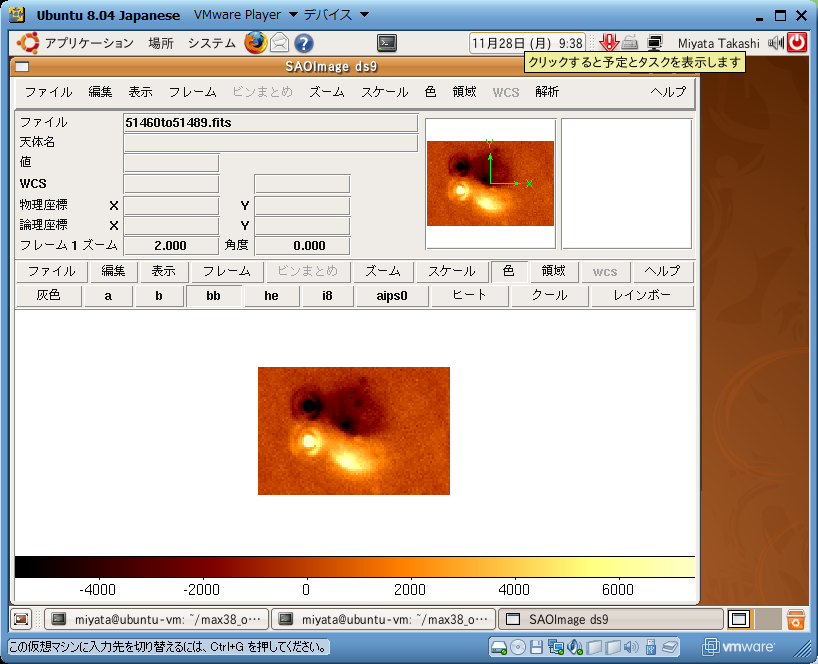 Ubuntu 8.04 Japanese VMware Player ▼ デバイス ▼
アプリケーション 場所 システム 11月28日 (月) 9:38 Miyata Takashi
クリックすると予定とタスクを表示します
SAOImage ds9
ファイル 編集 表示 フレーム ビンまとめ ズーム スケール 色 領域 WCS 解析 ヘルプ
ファイル 51460to51489.fits
天体名
値
WCS
物理座標 X Y
論理座標 X Y
フレーム 1 ズーム 2.000 角度 0.000
Y
X
ファイル 編集 表示 フレーム ビンまとめ ズーム スケール 色 領域 wcs ヘルプ
灰色 a b bb he i8 aips0 ヒート クール レインボー
-4000 -2000 0 2000 4000 6000
miyata@ubuntu-vm: ~/max38_o… miyata@ubuntu-vm: ~/max38_o… SAOImage ds9
この仮想マシンに入力先を切り替えるには、Ctrl+G を押してください。 vmware